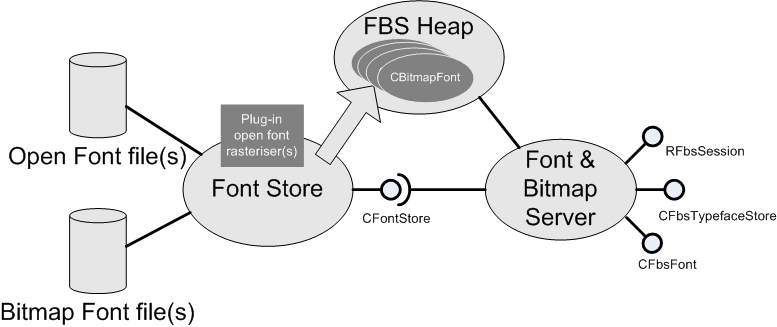 FBS Heap
CBitmapFont
Plug-in
open font
rasteriser(s)
Open Font file(s)
Font Store
CFontStore
Font &
Bitmap
Server
RFbsSession
CFbsTypefaceStore
CFbsFont
Bitmap Font file(s)